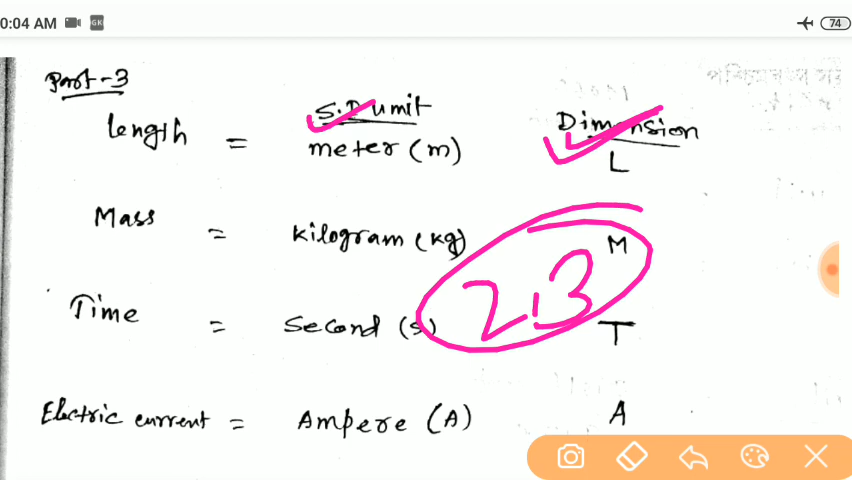 0:04 AM GK 74
Part-3
S.I unit Dimension
Length = meter (m) L
Mass = kilogram (kg) M
Time = Second (s) T
Electric current = Ampere (A) A
2.3